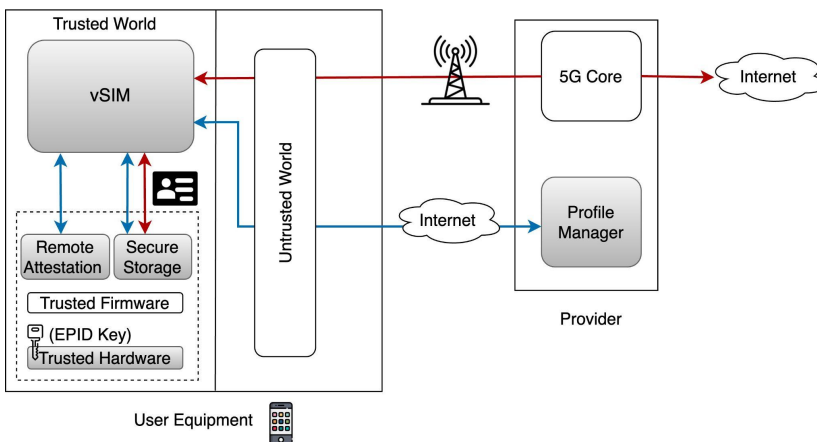 Trusted World
vSIM
Remote
Attestation
Secure
Storage
Trusted Firmware
(EPID Key)
Trusted Hardware
Untrusted World
User Equipment
Internet
5G Core
Profile
Manager
Provider
Internet